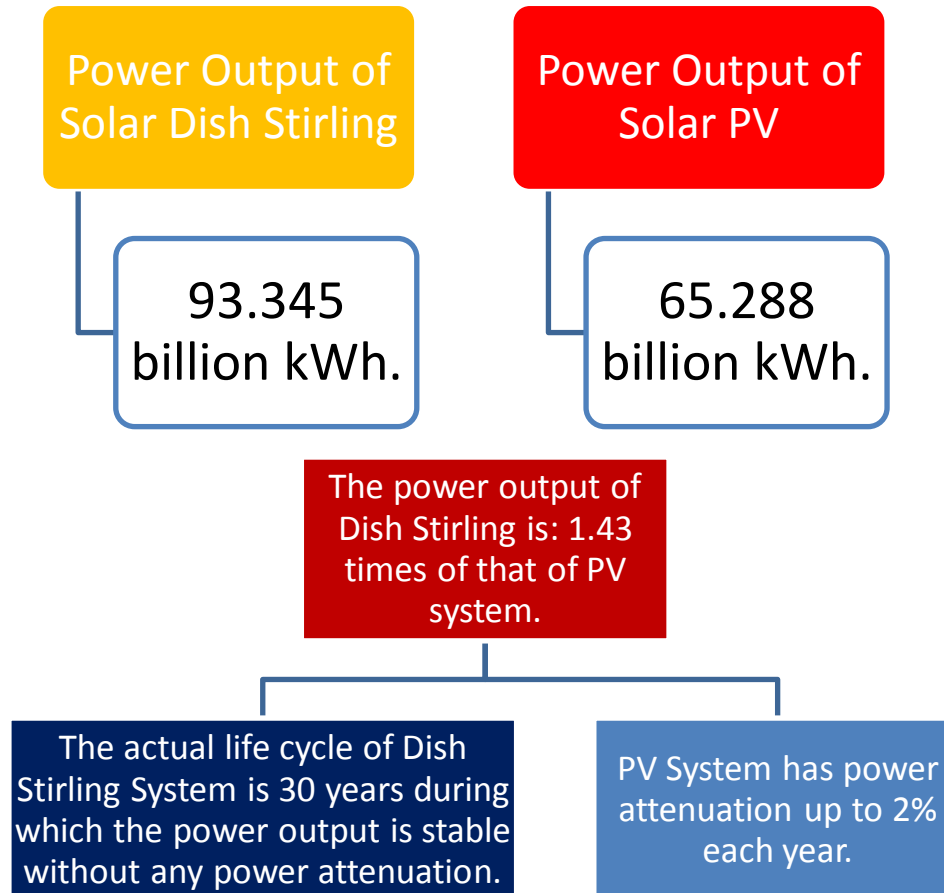 Power Output of
Solar Dish Stirling
Power Output of
Solar PV
93.345
billion kWh.
65.288
billion kWh.
The power output of
Dish Stirling is: 1.43
times of that of PV
system.
The actual life cycle of Dish
Stirling System is 30 years during
which the power output is stable
without any power attenuation.
PV System has power
attenuation up to 2%
each year.